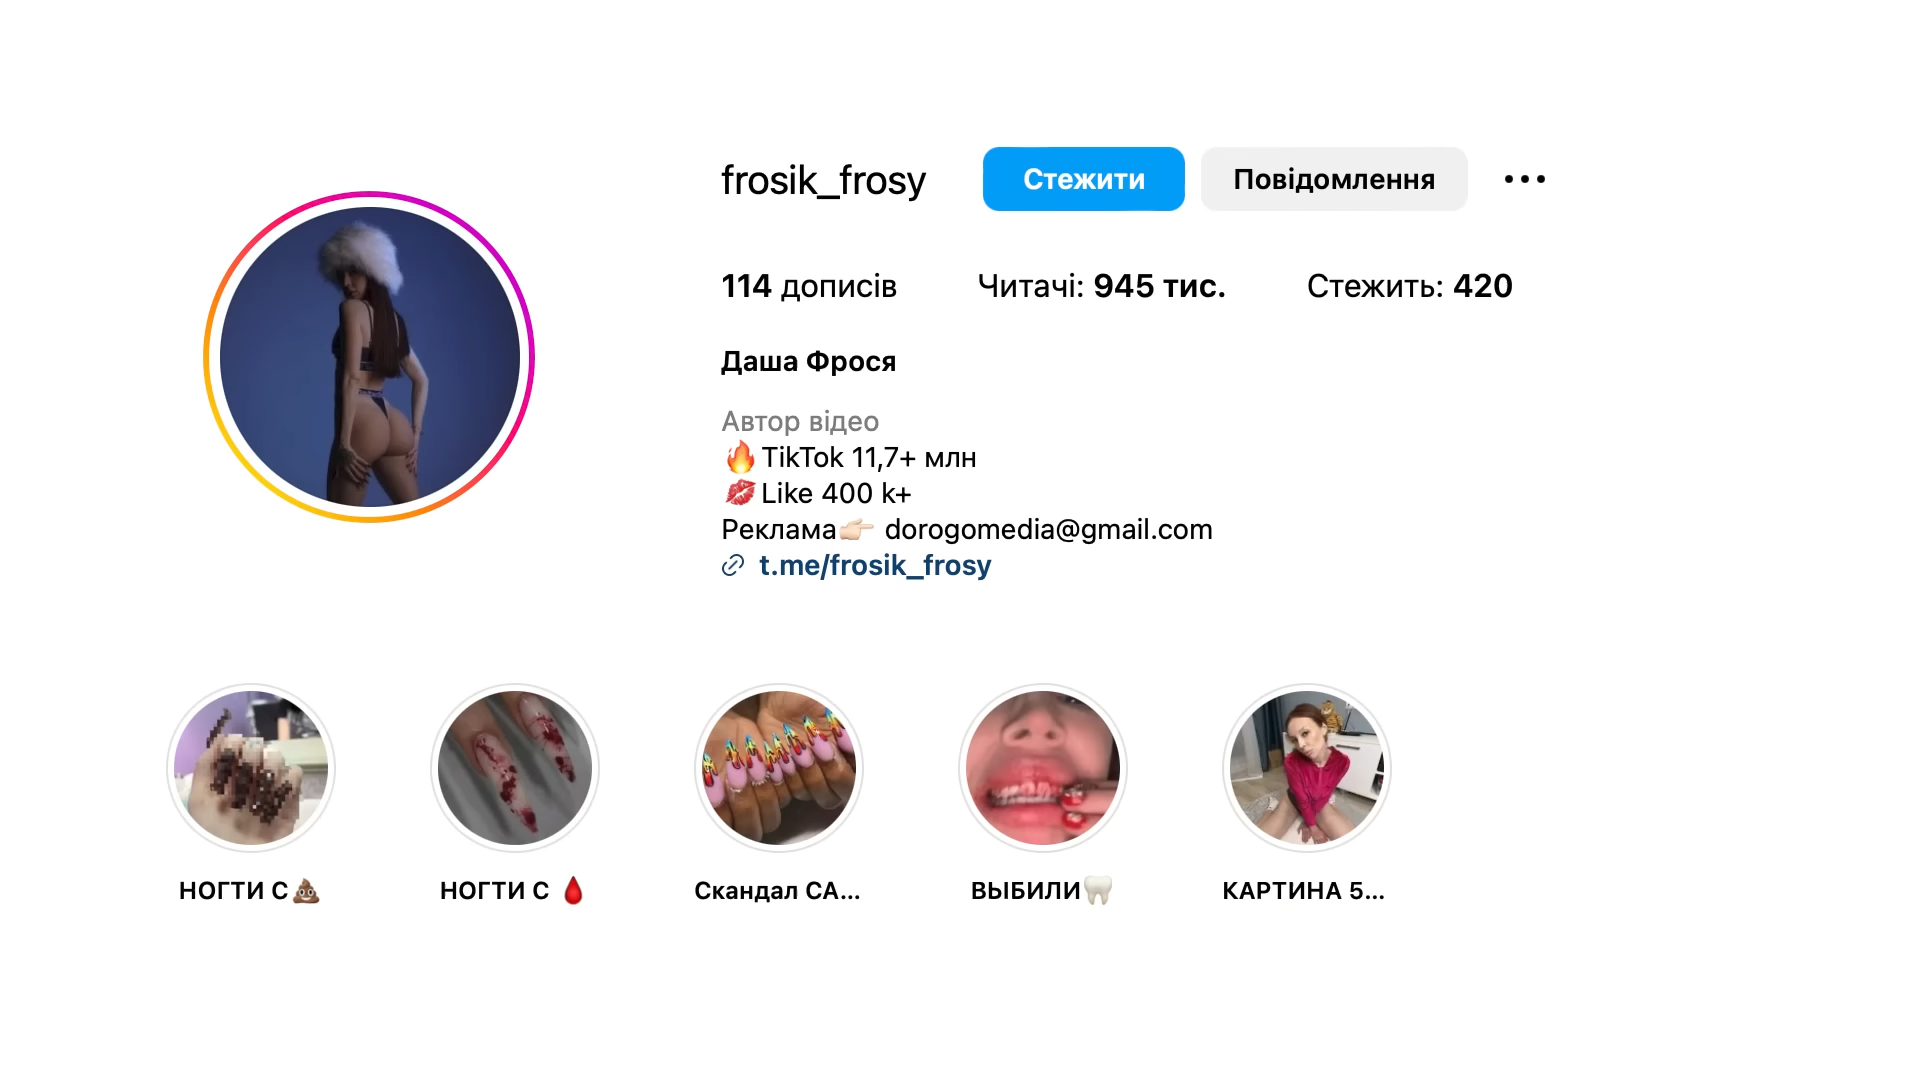 frosik_frosy Стежити Повідомлення
114 дописів Читачі: 945 тис. Стежить: 420
Даша Фрося
Автор відео
🔥TikTok 11,7+ млн
💋Like 400 k+
Реклама👉🏻 dorogomedia@gmail.com
t.me/frosik_frosy
НОГТИ С💩 НОГТИ С 🩸 Скандал СА... ВЫБИЛИ🦷 КАРТИНА 5...